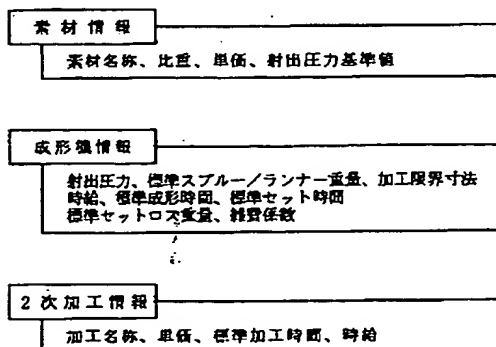 素材情報
素材名称、比重、単価、射出圧力基準値
成形機情報
射出圧力、標準スプルー／ランナー重量、加工限界寸法
時給、標準成形時間、標準セット時間
標準セットロス重量、雑費係数
2次加工情報
加工名称、単価、標準加工時間、時給